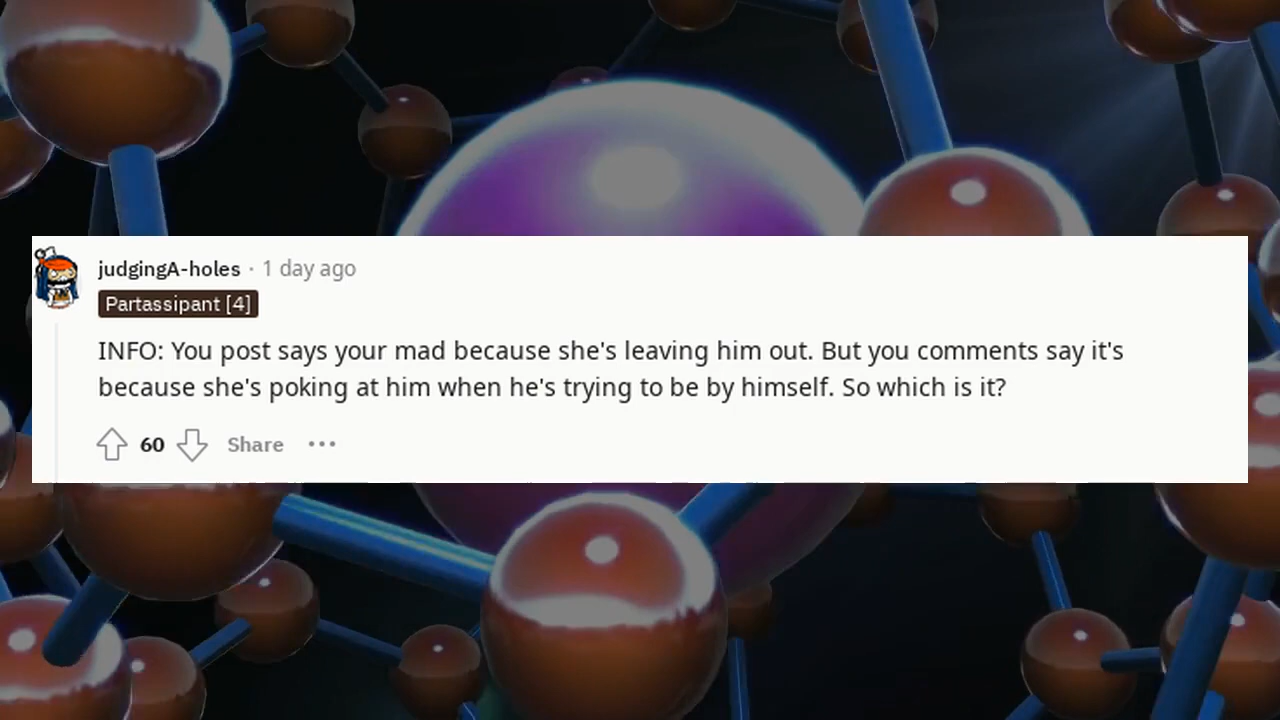 judgingA-holes · 1 day ago
Partassipant [4]
INFO: You post says your mad because she's leaving him out. But you comments say it's
because she's poking at him when he's trying to be by himself. So which is it?
60 Share ···